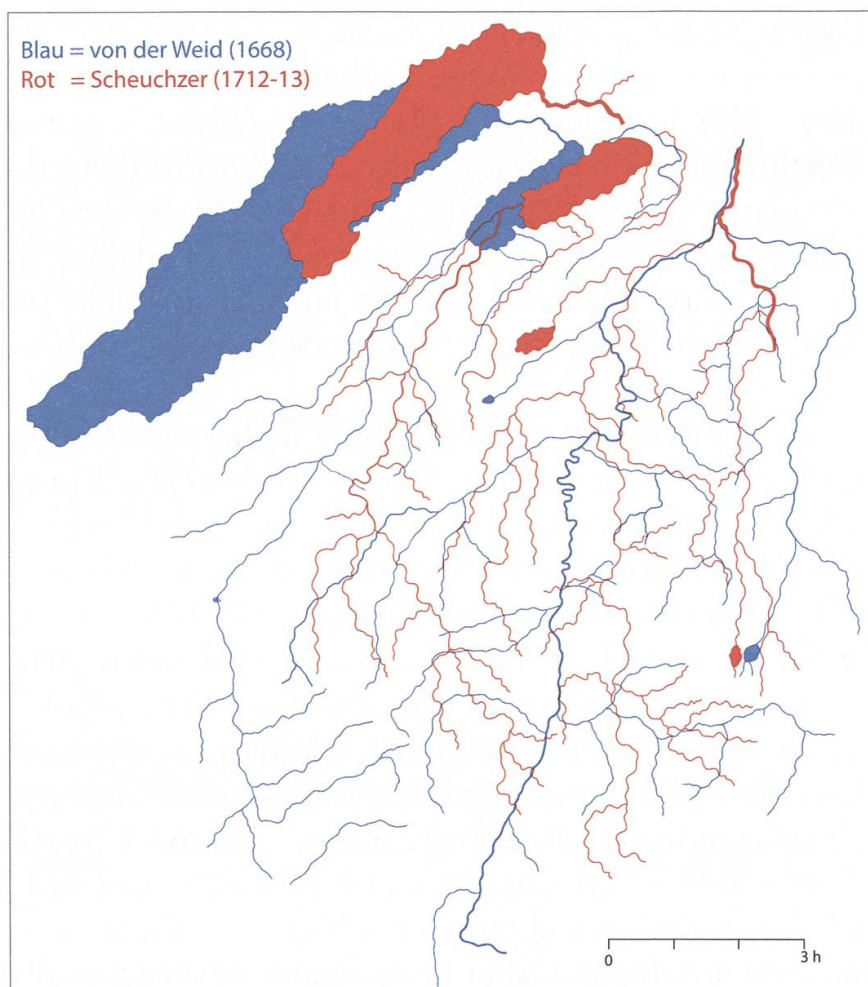 Blau = von der Weid (1668)
Rot = Scheuchzer (1712-13)
0 3 h